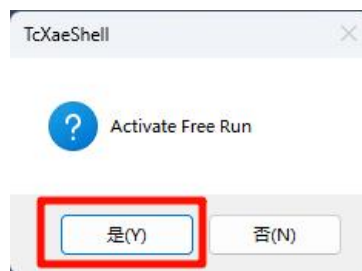 TcXaeShell
Activate Free Run
是(Y) 否(N)